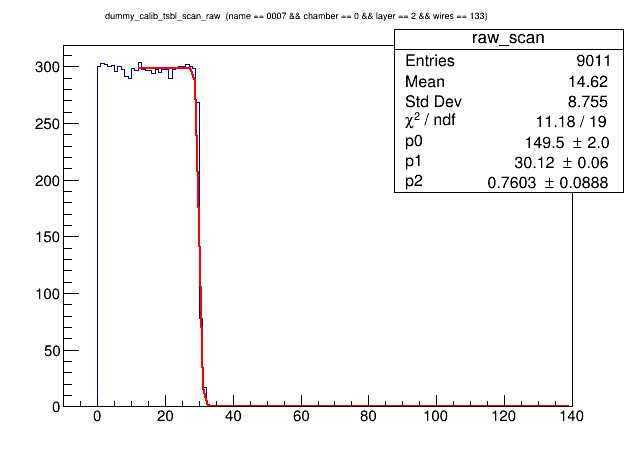 dummy_calib_tsbl_scan_raw (name == 0007 && chamber == 0 && layer == 2 && wires == 133)
raw_scan
Entries 9011
Mean 14.62
Std Dev 8.755
χ² / ndf 11.18 / 19
p0 149.5 ± 2.0
p1 30.12 ± 0.06
p2 0.7603 ± 0.0888
300
250
200
150
100
50
0
0 20 40 60 80 100 120 140